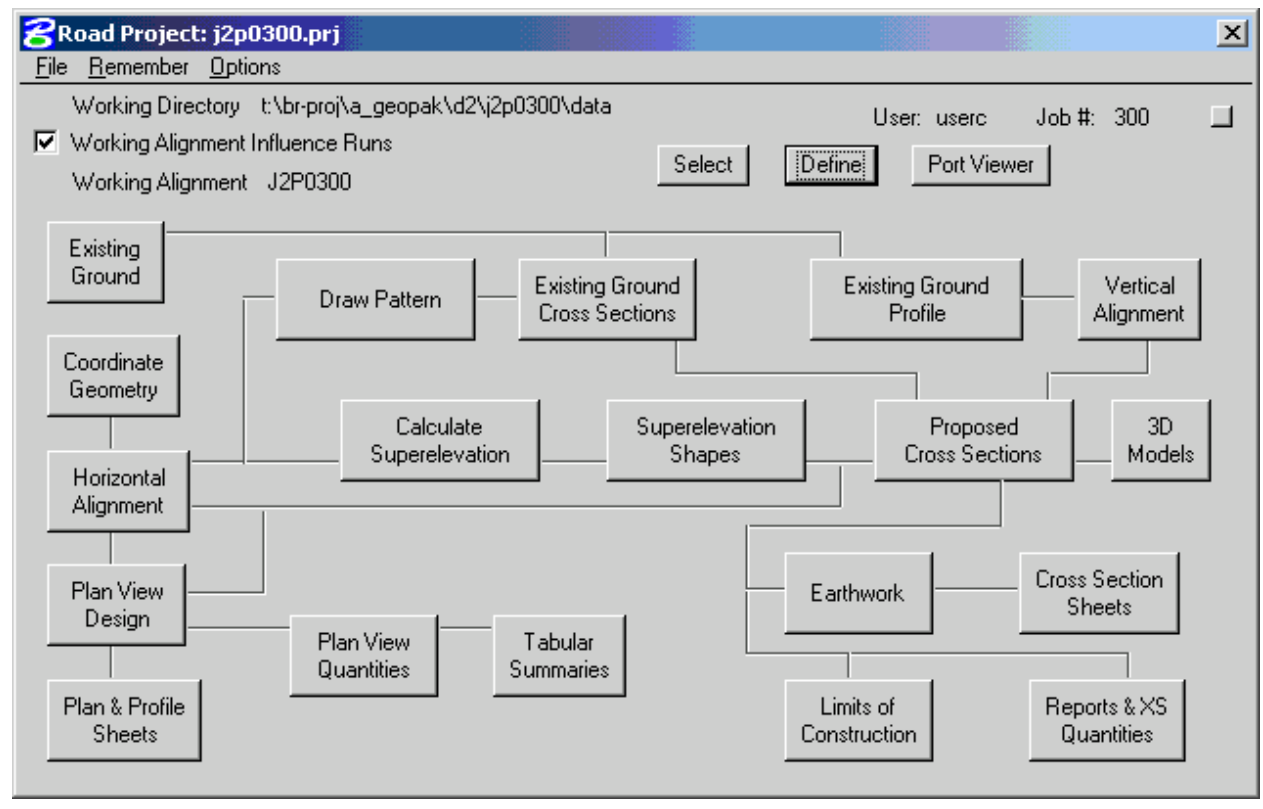 Road Project: j2p0300.prj
File Remember Options
Working Directory t:\br-proj\a_geopak\d2\j2p0300\data
User: userc Job #: 300
Working Alignment Influence Runs
Select Define Port Viewer
Working Alignment J2P0300
Existing
Ground
Draw Pattern
Existing Ground
Cross Sections
Existing Ground
Profile
Vertical
Alignment
Coordinate
Geometry
Calculate
Superelevation
Superelevation
Shapes
Proposed
Cross Sections
3D
Models
Horizontal
Alignment
Plan View
Design
Earthwork
Cross Section
Sheets
Plan View
Quantities
Tabular
Summaries
Plan & Profile
Sheets
Limits of
Construction
Reports & XS
Quantities